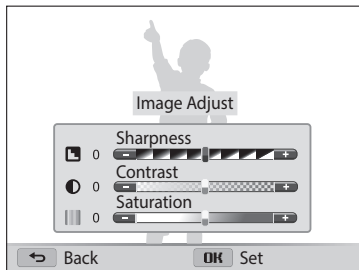 Image Adjust
Sharpness
0 - +
Contrast
0 - +
Saturation
0 - +
Back OK Set